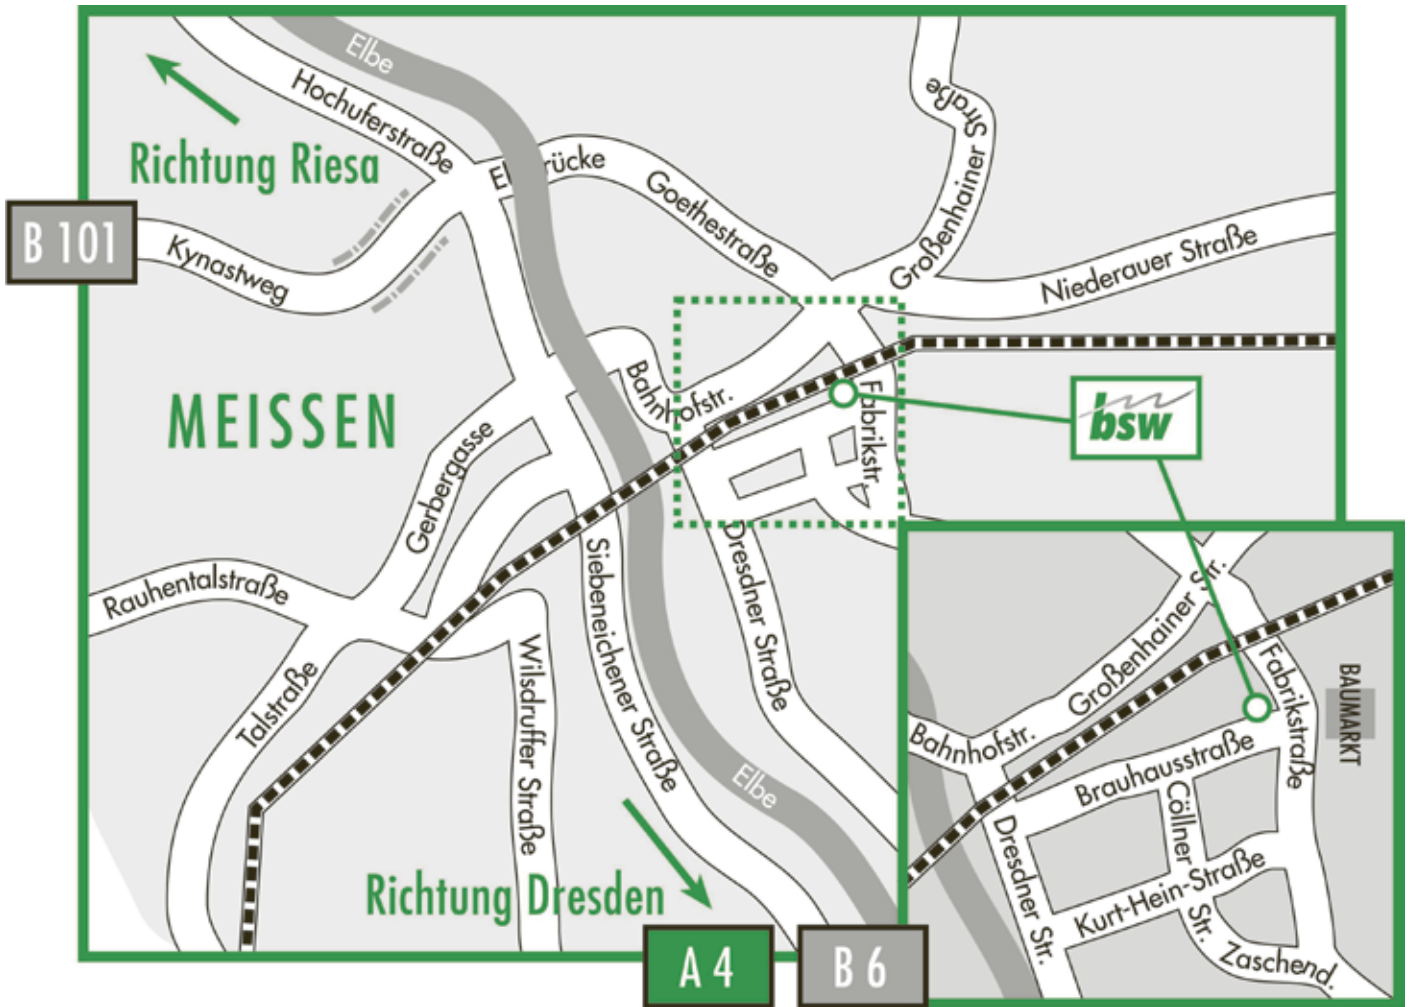 Elbe
Hochuferstraße
Richtung Riesa
Großenhainer Straße
Goethestraße
B 101
Kynastweg
Niederauer Straße
MEISSEN
Bahnhofstr.
Fabrikstr.
bsw
Gerbergasse
Rauhentalstraße
Siebeneichener Straße
Dresdner Straße
Talstraße
Wilsdruffer Straße
Elbe
Richtung Dresden
A 4
B 6
Großenhainer Str.
Fabrikstraße
BAUMARKT
Bahnhofstr.
Brauhausstraße
Cöllner Str.
Dresdner Str.
Kurt-Hein-Straße
Zaschend.